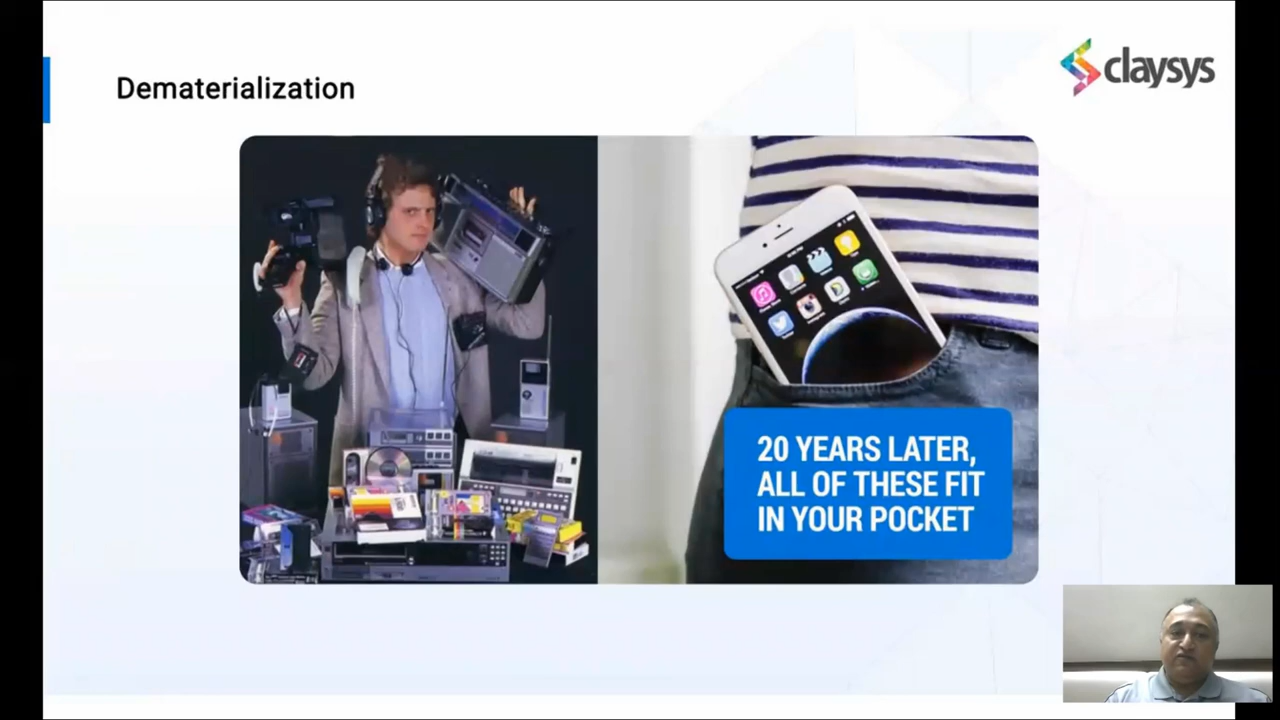 Dematerialization
claysys
20 YEARS LATER,
ALL OF THESE FIT
IN YOUR POCKET